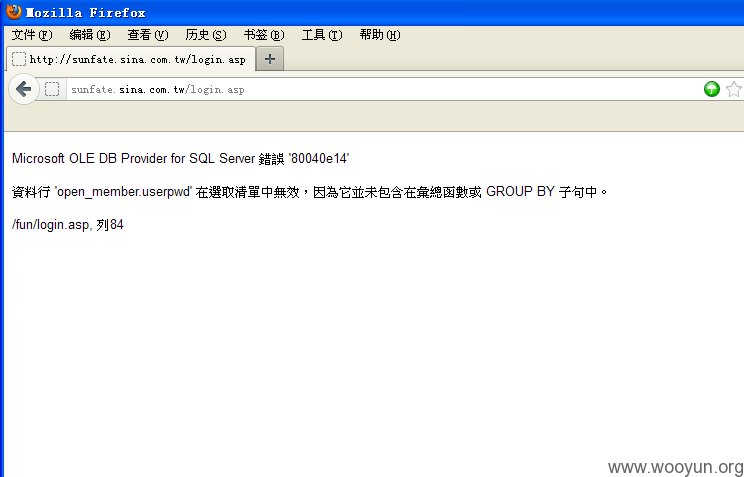 Mozilla Firefox
文件(F) 编辑(E) 查看(V) 历史(S) 书签(B) 工具(T) 帮助(H)
http://sunfate.sina.com.tw/login.asp
sunfate.sina.com.tw/login.asp
Microsoft OLE DB Provider for SQL Server 錯誤 '80040e14'
資料行 'open_member.userpwd' 在選取清單中無效，因為它並未包含在彙總函數或 GROUP BY 子句中。
/fun/login.asp, 列84
www.wooyun.org